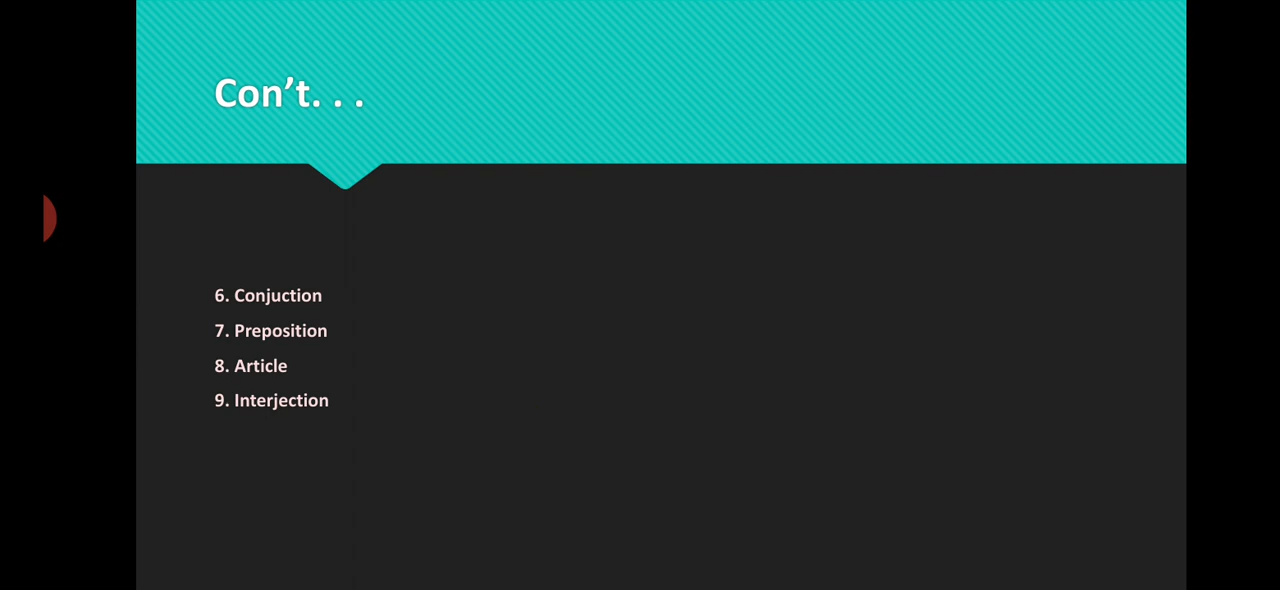 Con’t. . .
6. Conjuction
7. Preposition
8. Article
9. Interjection